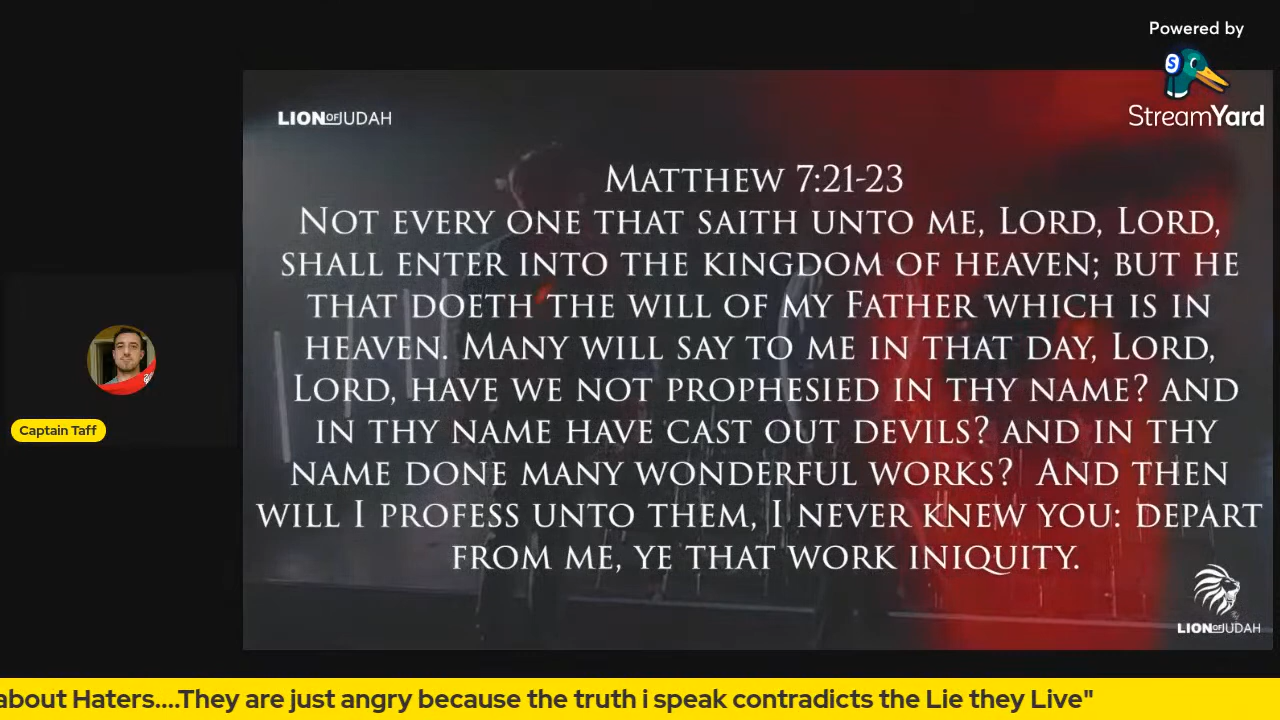 Powered by
StreamYard
LION OF JUDAH
Matthew 7:21-23
Not every one that saith unto me, Lord, Lord,
shall enter into the kingdom of heaven; but he
that doeth the will of my Father which is in
heaven. Many will say to me in that day, Lord,
Lord, have we not prophesied in thy name? and
in thy name have cast out devils? and in thy
name done many wonderful works?  And then
will I profess unto them, I never knew you: depart
from me, ye that work iniquity.
Captain Taff
LION OF JUDAH
about Haters....They are just angry because the truth i speak contradicts the Lie they Live"